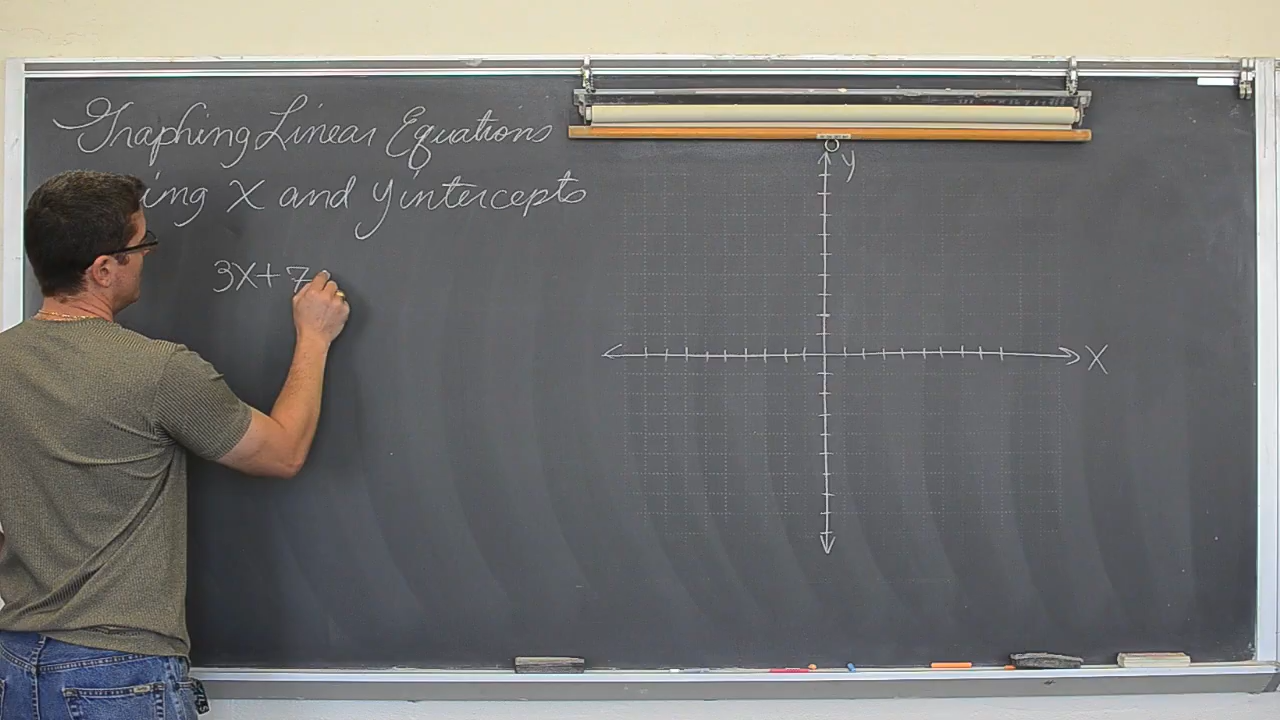 Graphing Linear Equations
ing X and y intercepts
3X+7
y
X